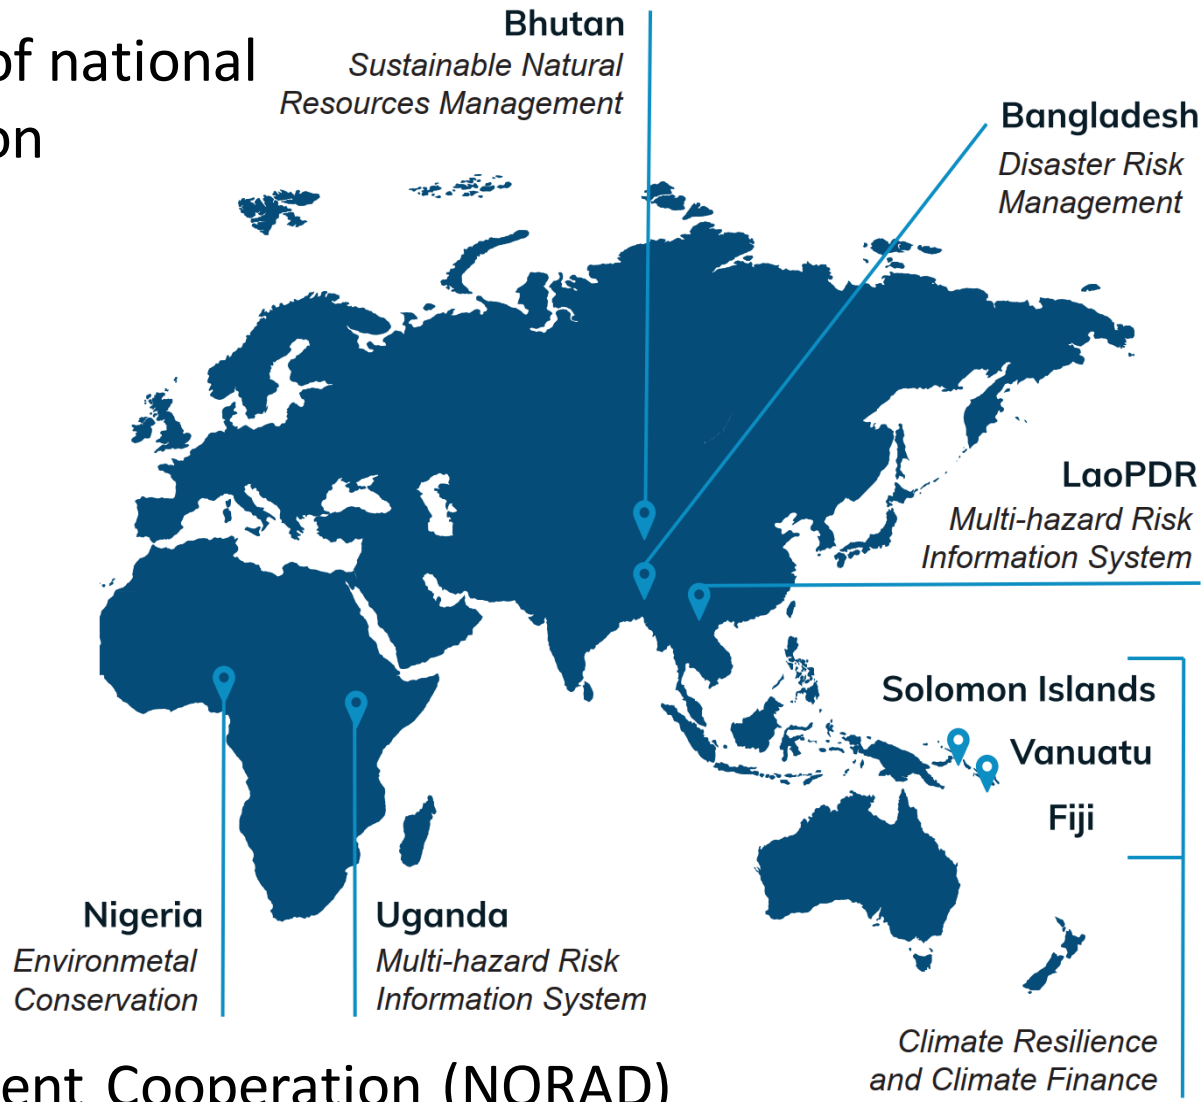 of national
on
Bhutan
Sustainable Natural
Resources Management
Bangladesh
Disaster Risk
Management
LaoPDR
Multi-hazard Risk
Information System
Solomon Islands
Vanuatu
Fiji
Climate Resilience
and Climate Finance
Nigeria
Environmetal
Conservation
Uganda
Multi-hazard Risk
Information System
ent Cooperation (NORAD)